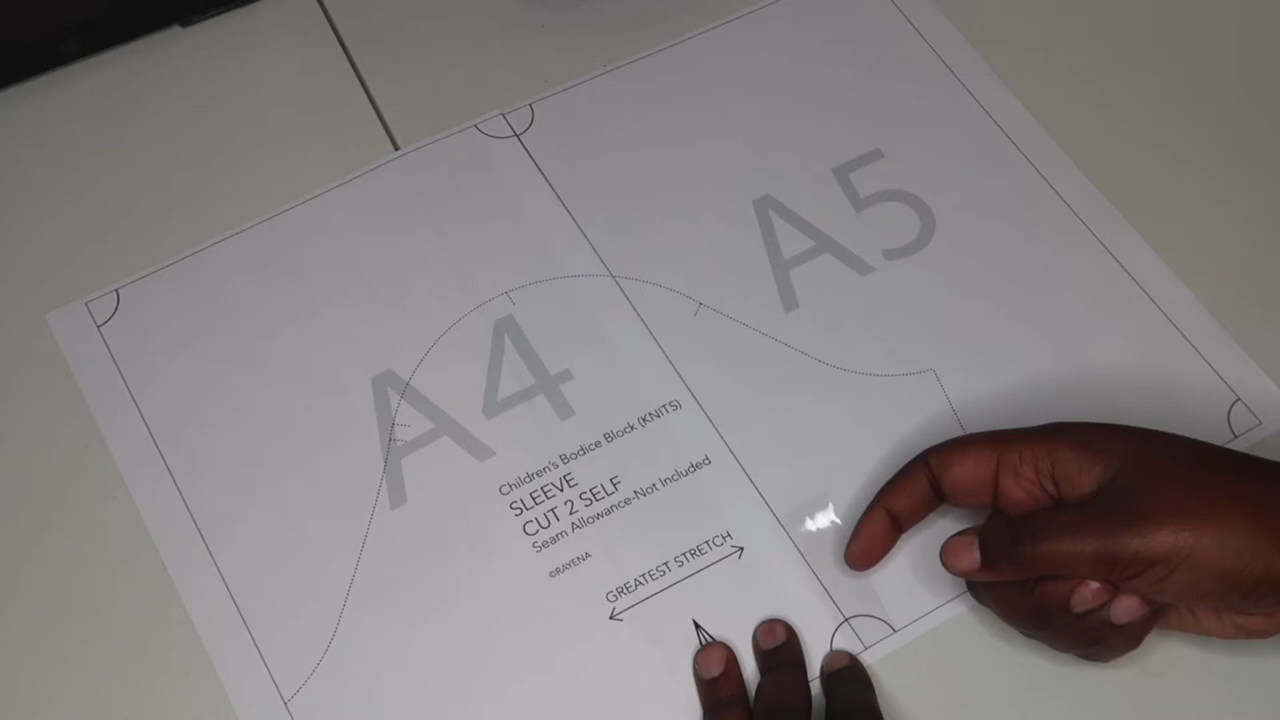 A4
A5
Children's Bodice Block (KNITS)
SLEEVE
CUT 2 SELF
Seam Allowance-Not Included
©RAYENA
GREATEST STRETCH